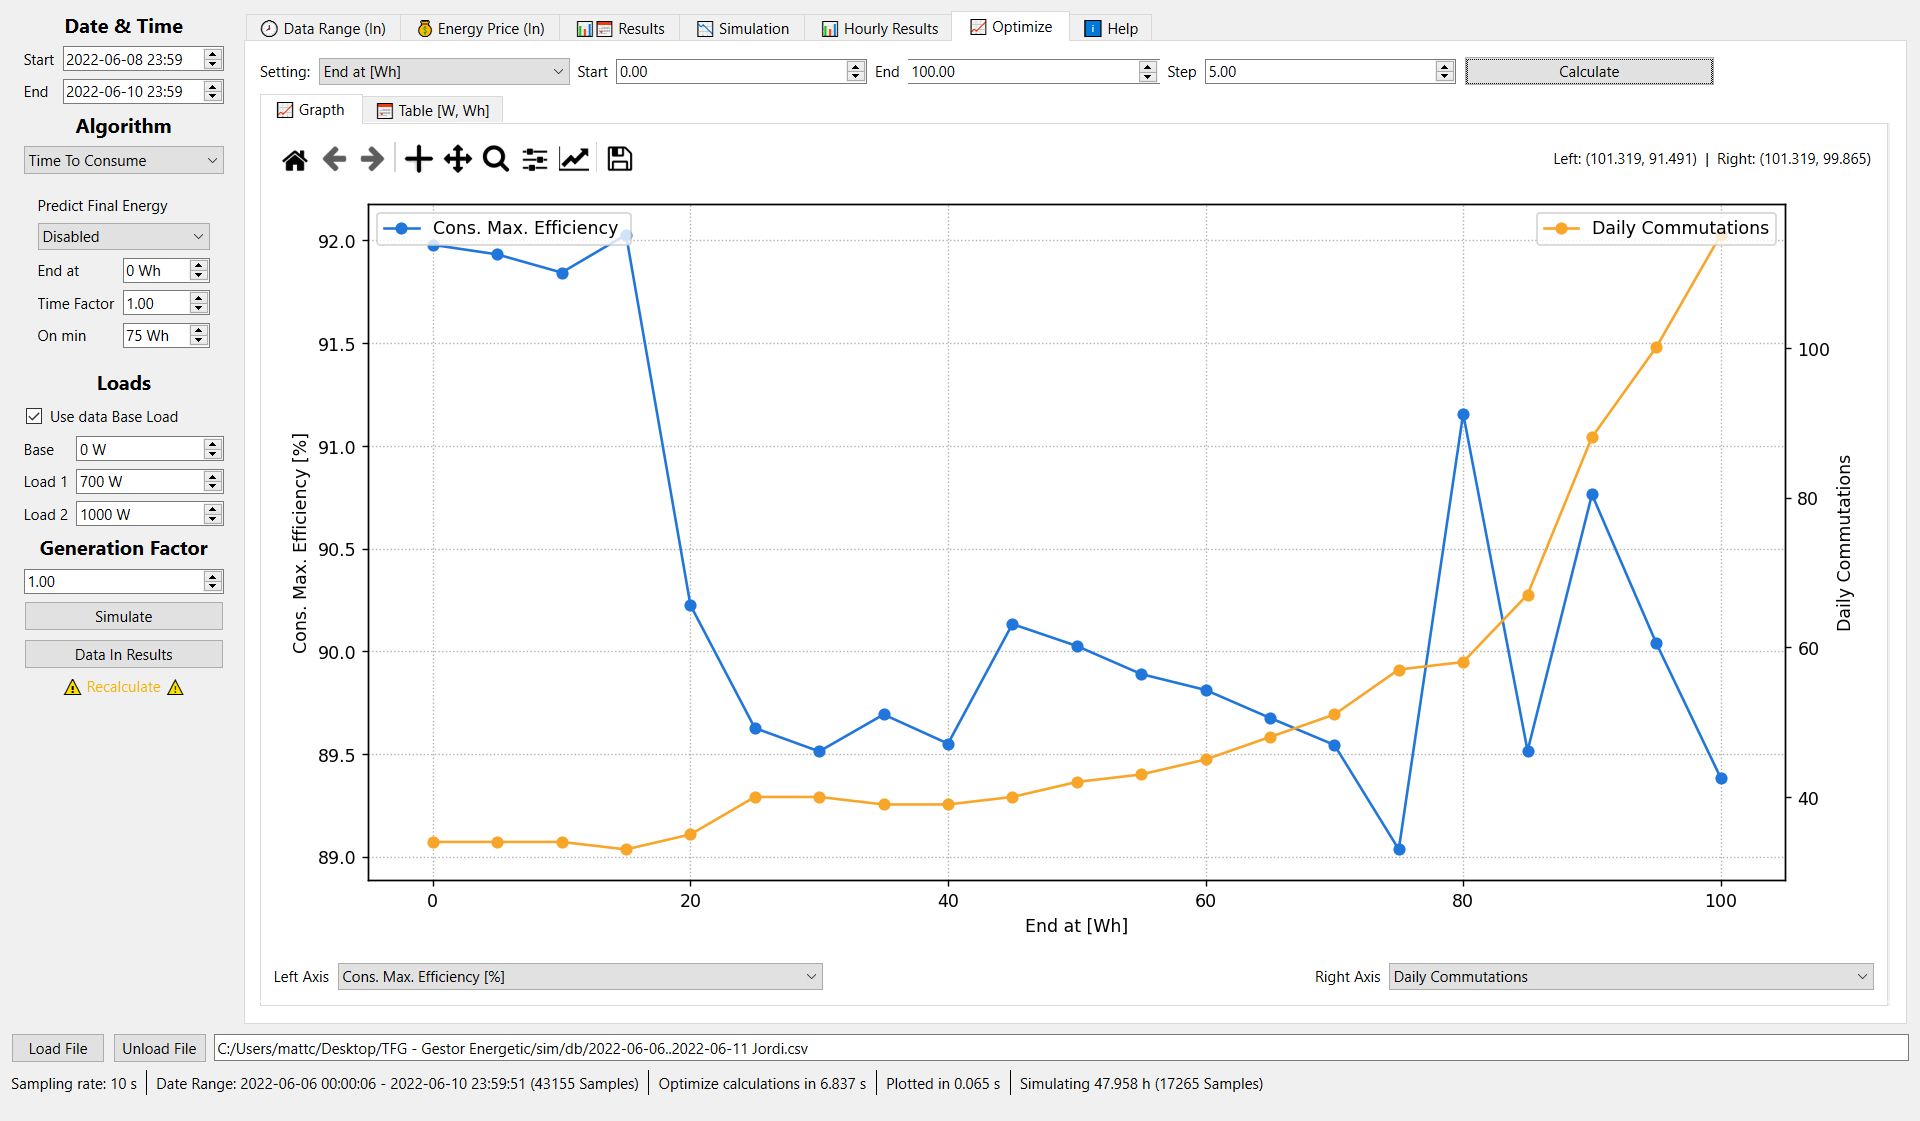 Date & Time
Start 2022-06-08 23:59
End 2022-06-10 23:59
Algorithm
Time To Consume
Predict Final Energy
Disabled
End at 0 Wh
Time Factor 1.00
On min 75 Wh
Loads
Use data Base Load
Base 0 W
Load 1 700 W
Load 2 1000 W
Generation Factor
1.00
Simulate
Data In Results
Recalculate
Data Range (In) Energy Price (In) Results Simulation Hourly Results Optimize Help
Setting: End at [Wh] Start 0.00 End 100.00 Step 5.00 Calculate
Grapth Table [W, Wh]
Left: (101.319, 91.491) | Right: (101.319, 99.865)
Cons. Max. Efficiency
Daily Commutations
92.0
91.5
91.0
90.5
90.0
89.5
89.0
Cons. Max. Efficiency [%]
100
80
60
40
Daily Commutations
0 20 40 60 80 100
End at [Wh]
Left Axis Cons. Max. Efficiency [%] Right Axis Daily Commutations
Load File Unload File C:/Users/mattc/Desktop/TFG - Gestor Energetic/sim/db/2022-06-06..2022-06-11 Jordi.csv
Sampling rate: 10 s Date Range: 2022-06-06 00:00:06 - 2022-06-10 23:59:51 (43155 Samples) Optimize calculations in 6.837 s Plotted in 0.065 s Simulating 47.958 h (17265 Samples)